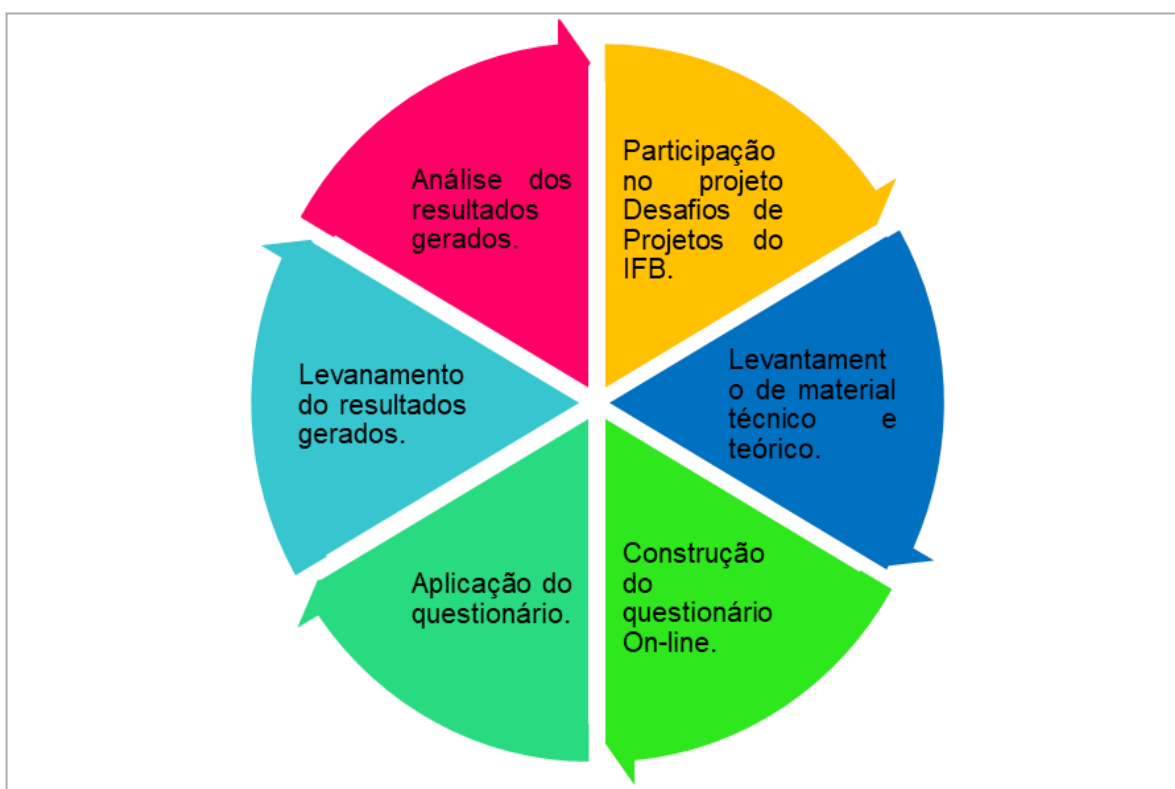 Participação
no projeto
Desafios de
Projetos do
IFB.
Levantament
o de material
técnico e
teórico.
Construção
do
questionário
On-line.
Aplicação do
questionário.
Levanamento
do resultados
gerados.
Análise dos
resultados
gerados.